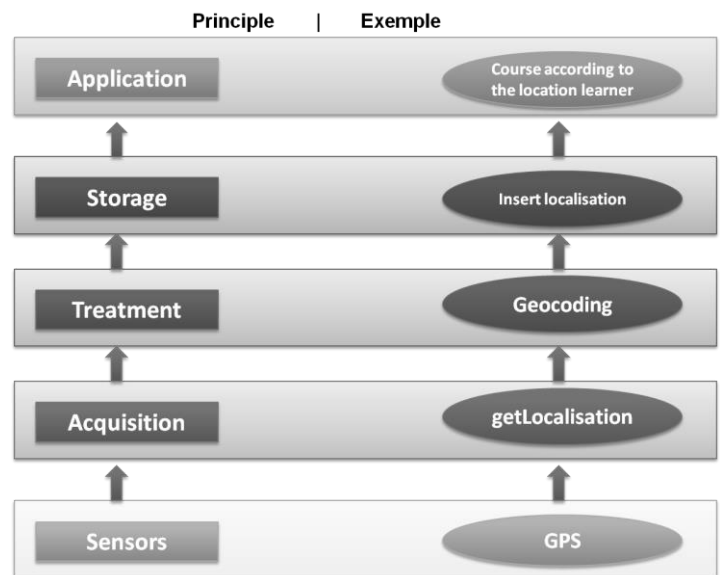 Principle | Exemple
Application
Course according to
the location learner
Storage
Insert localisation
Treatment
Geocoding
Acquisition
getLocalisation
Sensors
GPS